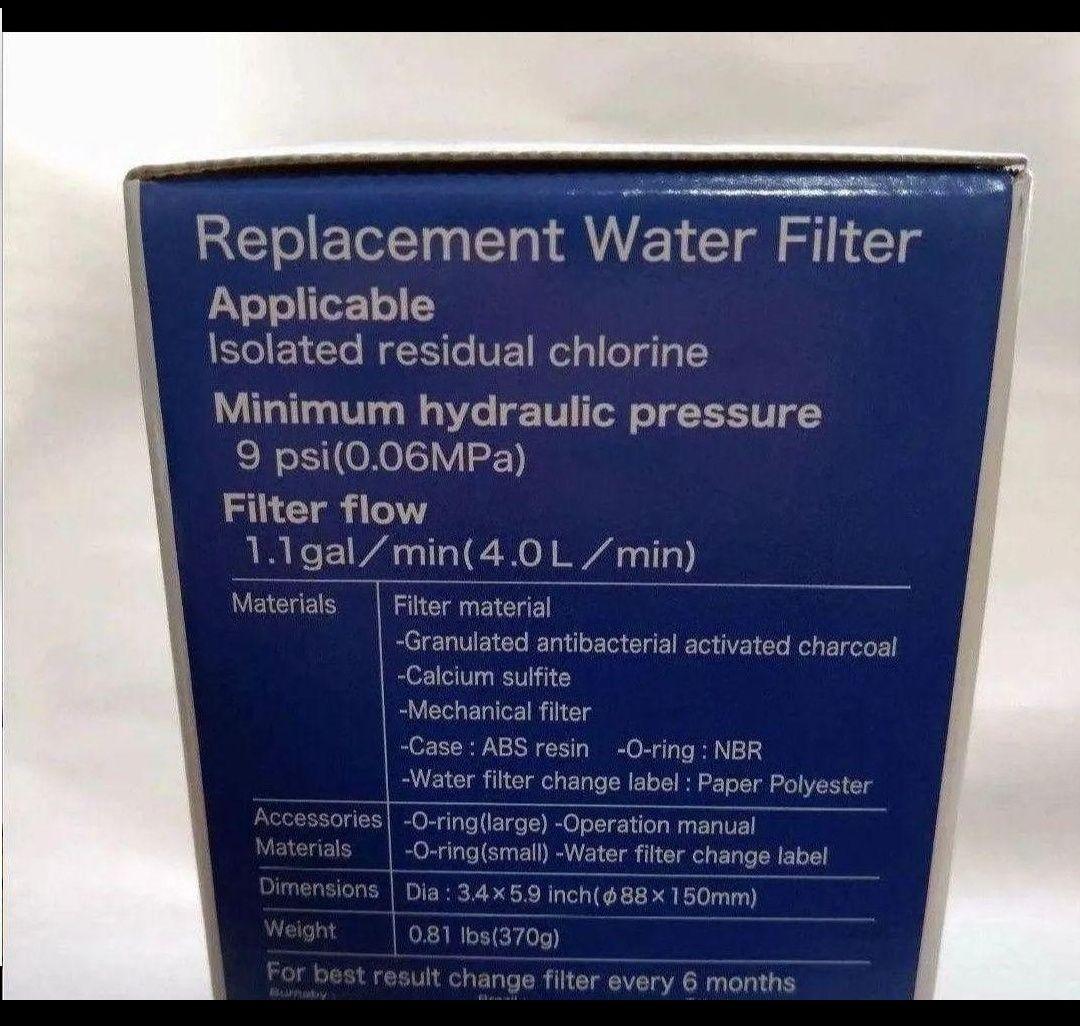 Replacement Water Filter
Applicable
Isolated residual chlorine
Minimum hydraulic pressure
9 psi(0.06MPa)
Filter flow
1.1gal/min(4.0L/min)
Materials
Filter material
-Granulated antibacterial activated charcoal
-Calcium sulfite
-Mechanical filter
-Case : ABS resin -O-ring : NBR
-Water filter change label : Paper Polyester
Accessories
Materials
-O-ring(large) -Operation manual
-O-ring(small) -Water filter change label
Dimensions
Dia : 3.4×5.9 inch(ϕ88×150mm)
Weight
0.81 lbs(370g)
For best result change filter every 6 months